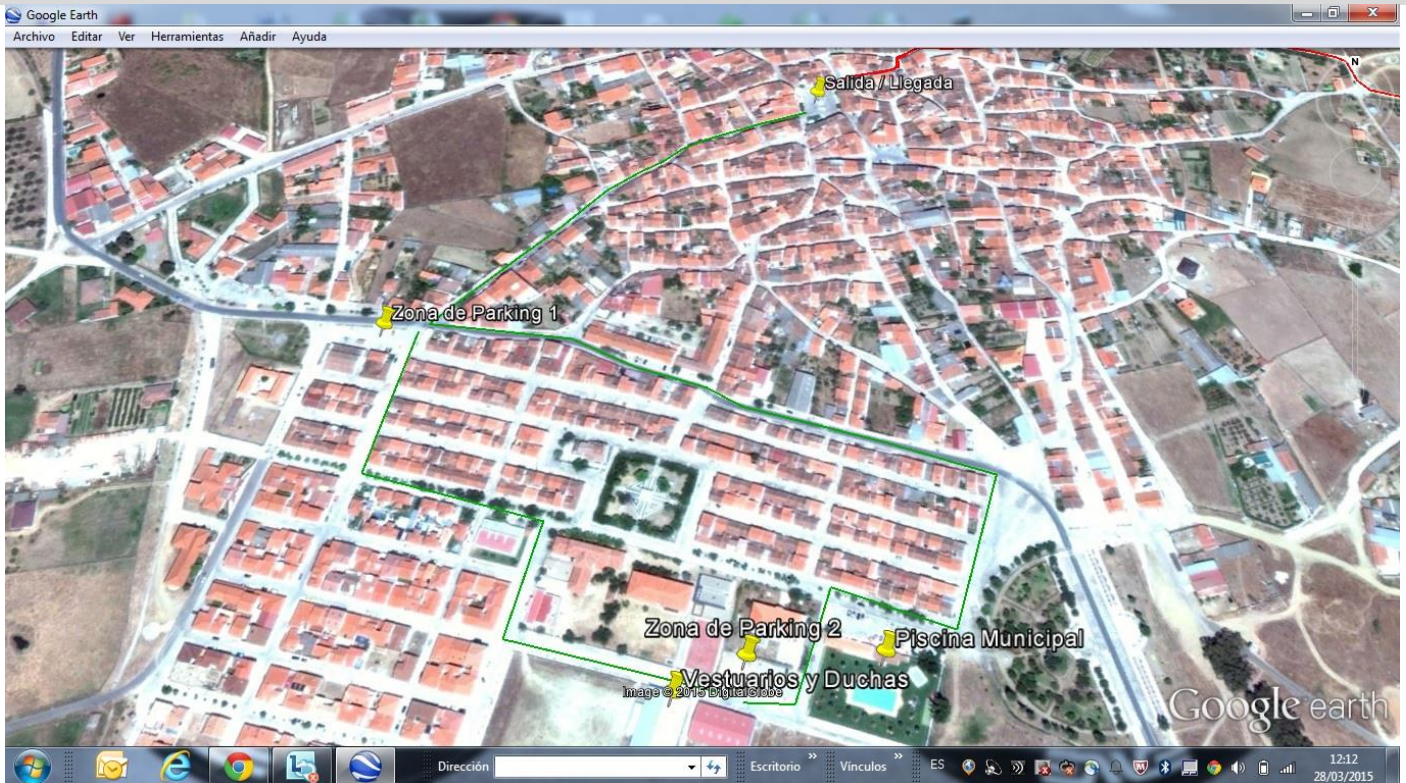 Google Earth
Archivo Editar Ver Herramientas Añadir Ayuda
N
Salida / Llegada
Zona de Parking 1
Zona de Parking 2
Piscina Municipal
Vestuarios y Duchas
Image © 2015 DigitalGlobe
Google earth
Dirección Escritorio » Vínculos » ES 12:12
28/03/2015